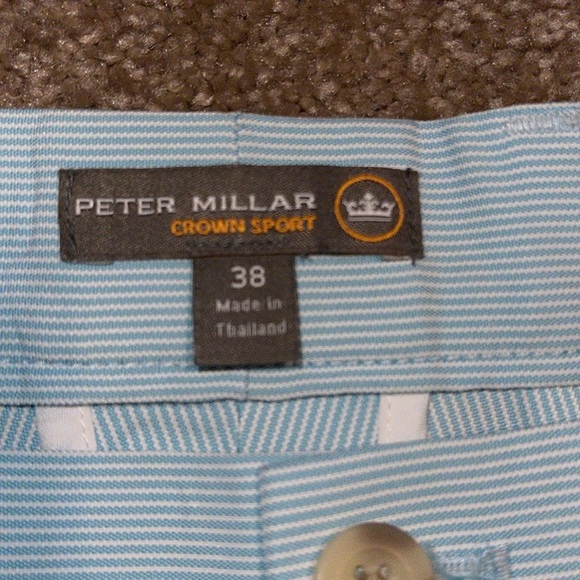 PETER MILLAR
CROWN SPORT
38
Made in
Thailand